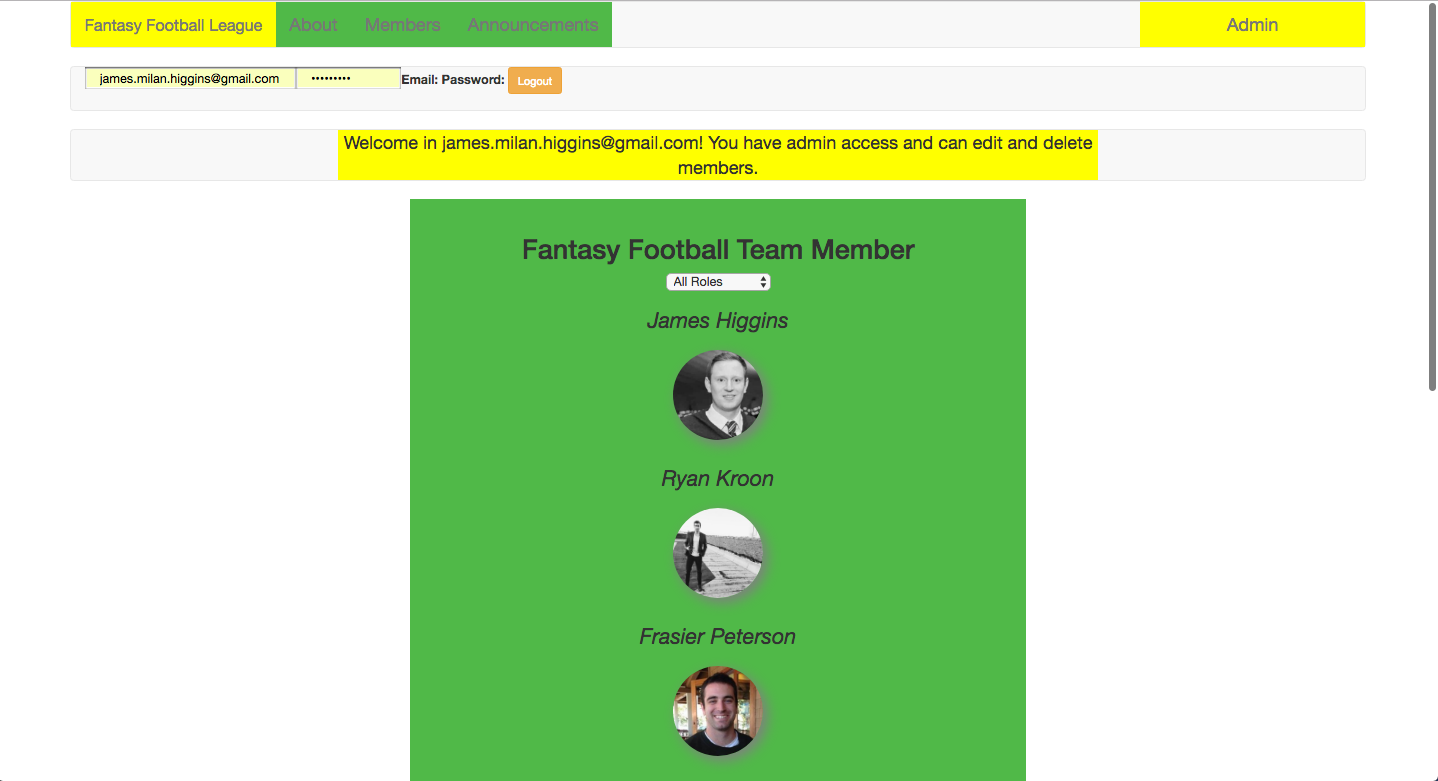 Fantasy Football League About Members Announcements Admin
james.milan.higgins@gmail.com ········· Email: Password: Logout
Welcome in james.milan.higgins@gmail.com! You have admin access and can edit and delete
members.
Fantasy Football Team Member
All Roles
James Higgins
Ryan Kroon
Frasier Peterson